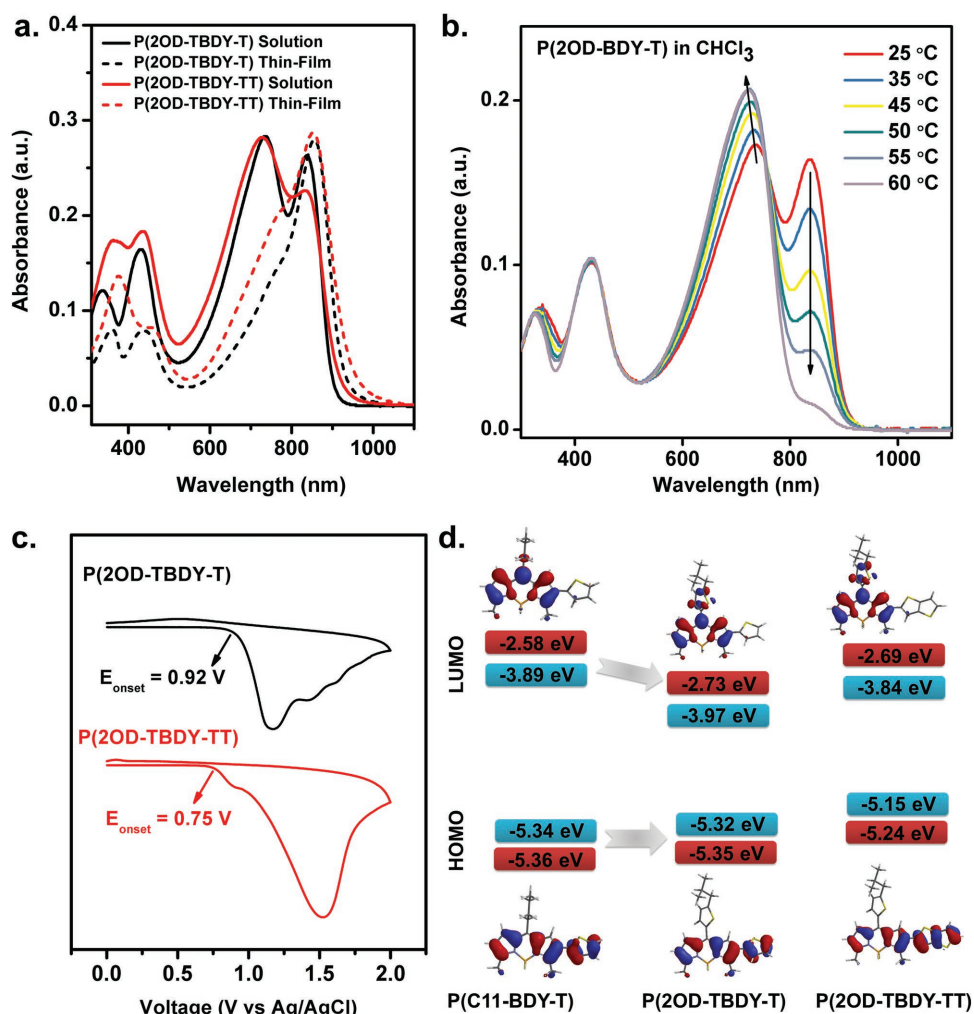 a.
P(2OD-TBDY-T) Solution
P(2OD-TBDY-T) Thin-Film
P(2OD-TBDY-TT) Solution
P(2OD-TBDY-TT) Thin-Film
0.4
0.3
0.2
0.1
0.0
Absorbance (a.u.)
400 600 800 1000
Wavelength (nm)
b.
P(2OD-BDY-T) in CHCl3
25 °C
35 °C
45 °C
50 °C
55 °C
60 °C
0.2
0.1
0.0
Absorbance (a.u.)
400 600 800 1000
Wavelength (nm)
c.
P(2OD-TBDY-T)
Eonset = 0.92 V
P(2OD-TBDY-TT)
Eonset = 0.75 V
0.0 0.5 1.0 1.5 2.0
Voltage (V vs Ag/AgCl)
d.
LUMO
-2.58 eV
-3.89 eV
-2.73 eV
-3.97 eV
-2.69 eV
-3.84 eV
HOMO
-5.34 eV
-5.36 eV
-5.32 eV
-5.35 eV
-5.15 eV
-5.24 eV
P(C11-BDY-T)
P(2OD-TBDY-T)
P(2OD-TBDY-TT)